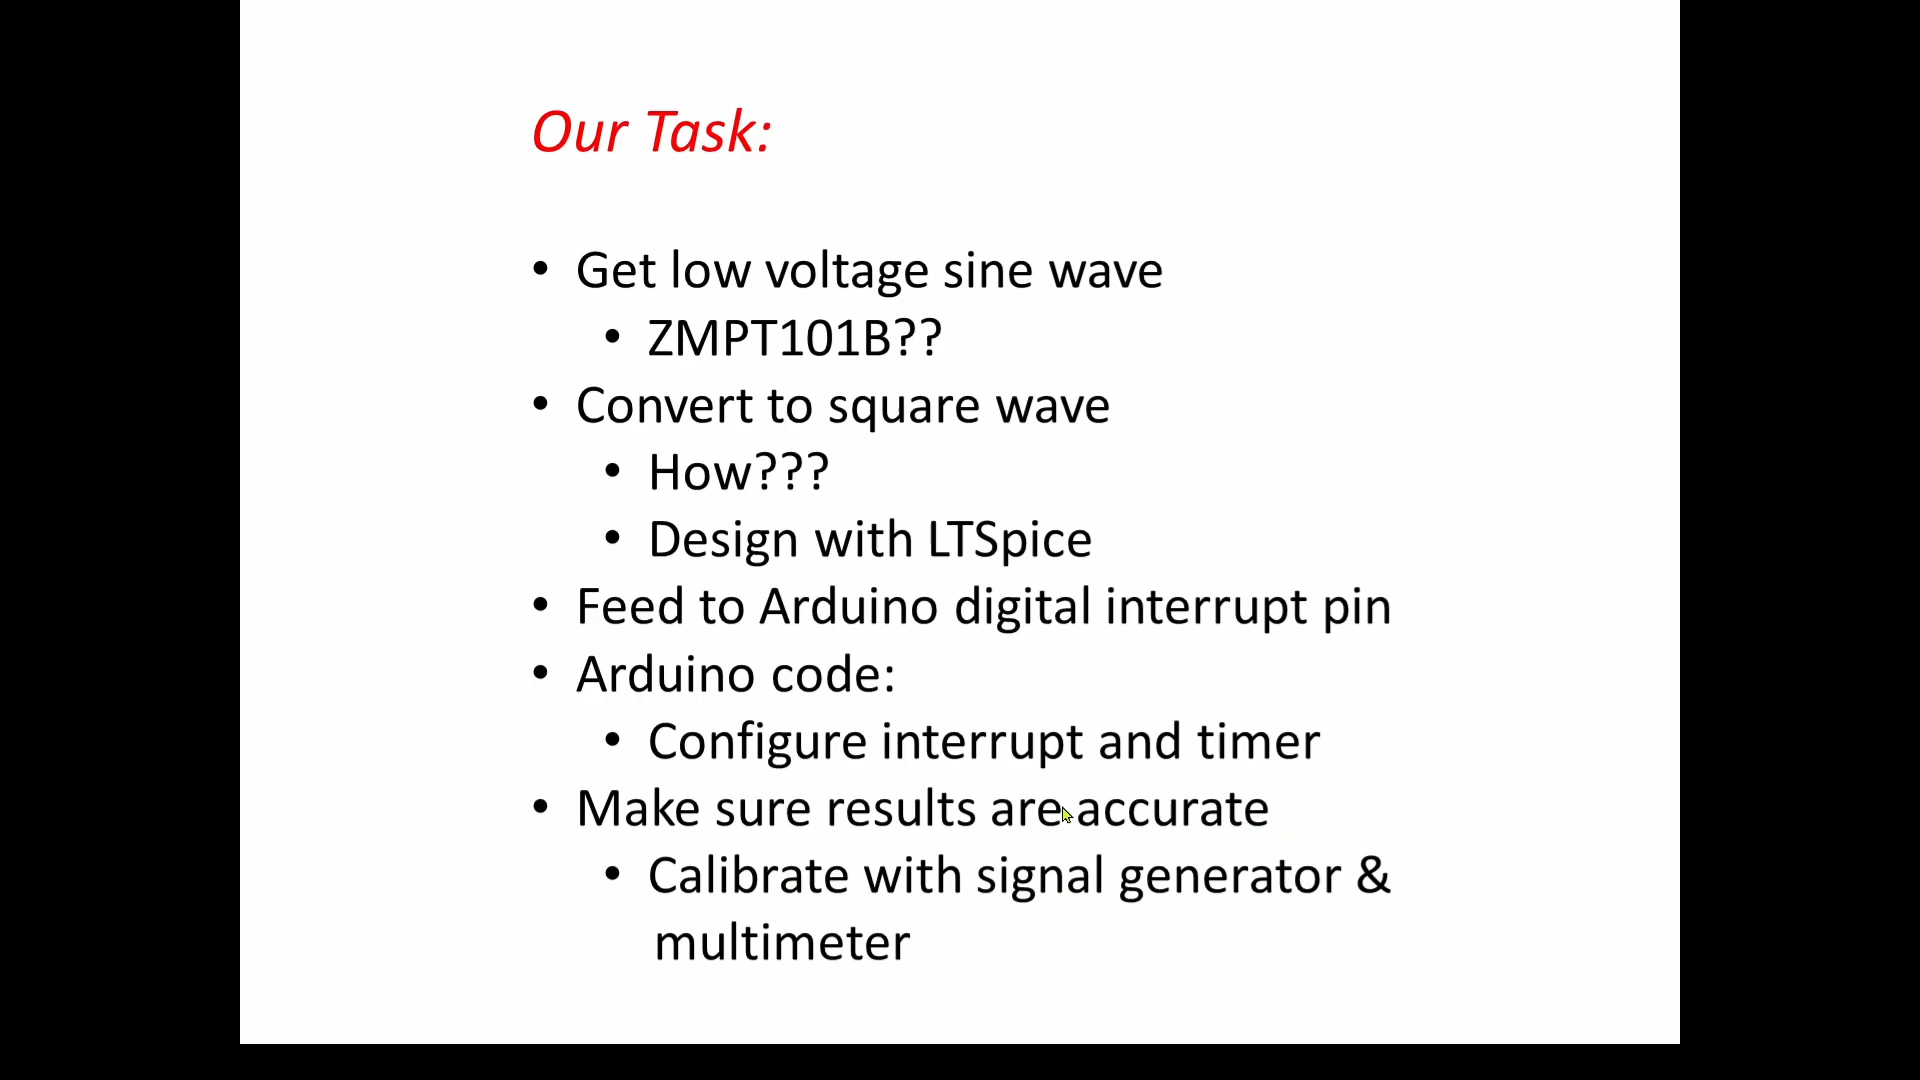 Our Task:
• Get low voltage sine wave
• ZMPT101B??
• Convert to square wave
• How???
• Design with LTSpice
• Feed to Arduino digital interrupt pin
• Arduino code:
• Configure interrupt and timer
• Make sure results are accurate
• Calibrate with signal generator &
multimeter